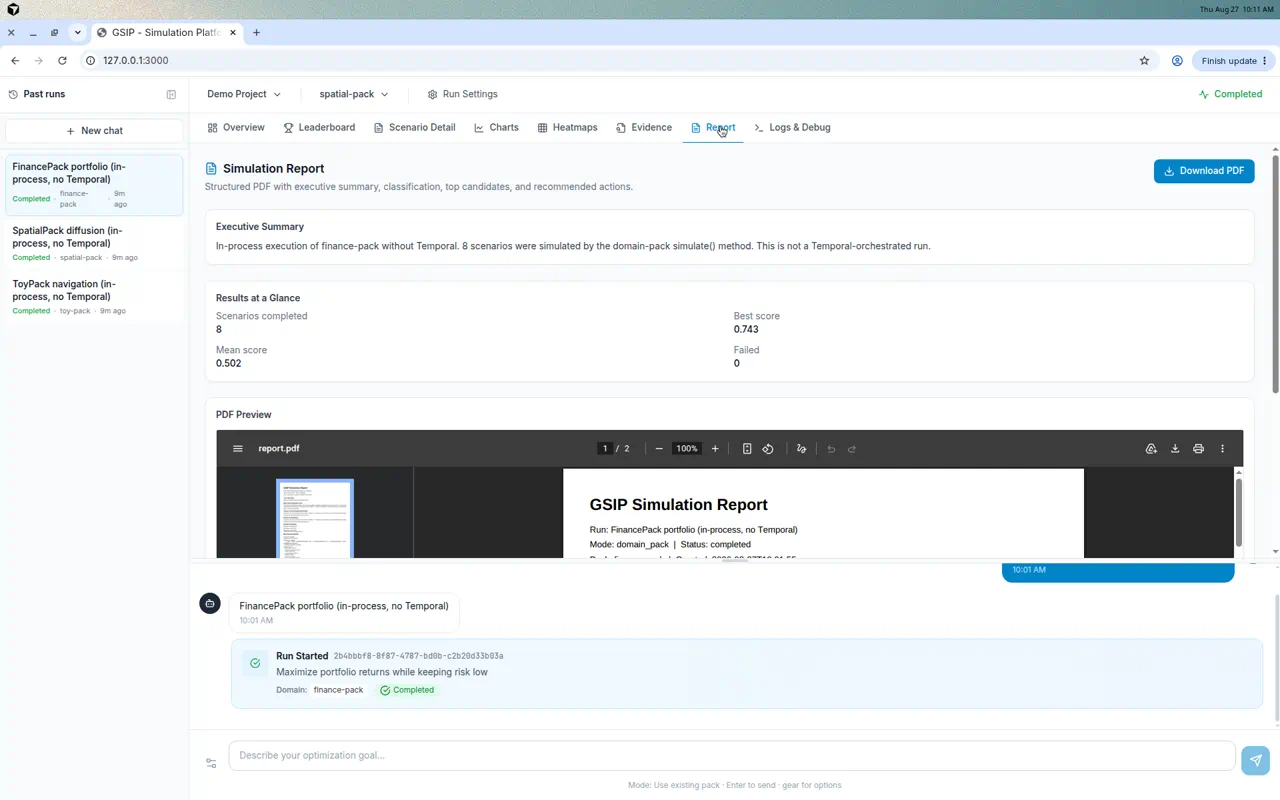 Thu Aug 27 10:11 AM
GSIP - Simulation Platfo
127.0.0.1:3000
Finish update
Past runs
Demo Project
spatial-pack
Run Settings
Completed
New chat
Overview
Leaderboard
Scenario Detail
Charts
Heatmaps
Evidence
Report
Logs & Debug
FinancePack portfolio (in-
process, no Temporal)
Completed · finance-
pack · 9m
ago
SpatialPack diffusion (in-
process, no Temporal)
Completed · spatial-pack · 9m ago
ToyPack navigation (in-
process, no Temporal)
Completed · toy-pack · 9m ago
Simulation Report
Download PDF
Structured PDF with executive summary, classification, top candidates, and recommended actions.
Executive Summary
In-process execution of finance-pack without Temporal. 8 scenarios were simulated by the domain-pack simulate() method. This is not a Temporal-orchestrated run.
Results at a Glance
Scenarios completed
8
Best score
0.743
Mean score
0.502
Failed
0
PDF Preview
report.pdf
1 / 2
100%
GSIP Simulation Report
Run: FinancePack portfolio (in-process, no Temporal)
Mode: domain_pack | Status: completed
10:01 AM
FinancePack portfolio (in-process, no Temporal)
10:01 AM
Run Started 2b4bbbf8-8f87-4787-bd0b-c2b20d33b03a
Maximize portfolio returns while keeping risk low
Domain: finance-pack Completed
Describe your optimization goal...
Mode: Use existing pack · Enter to send · gear for options